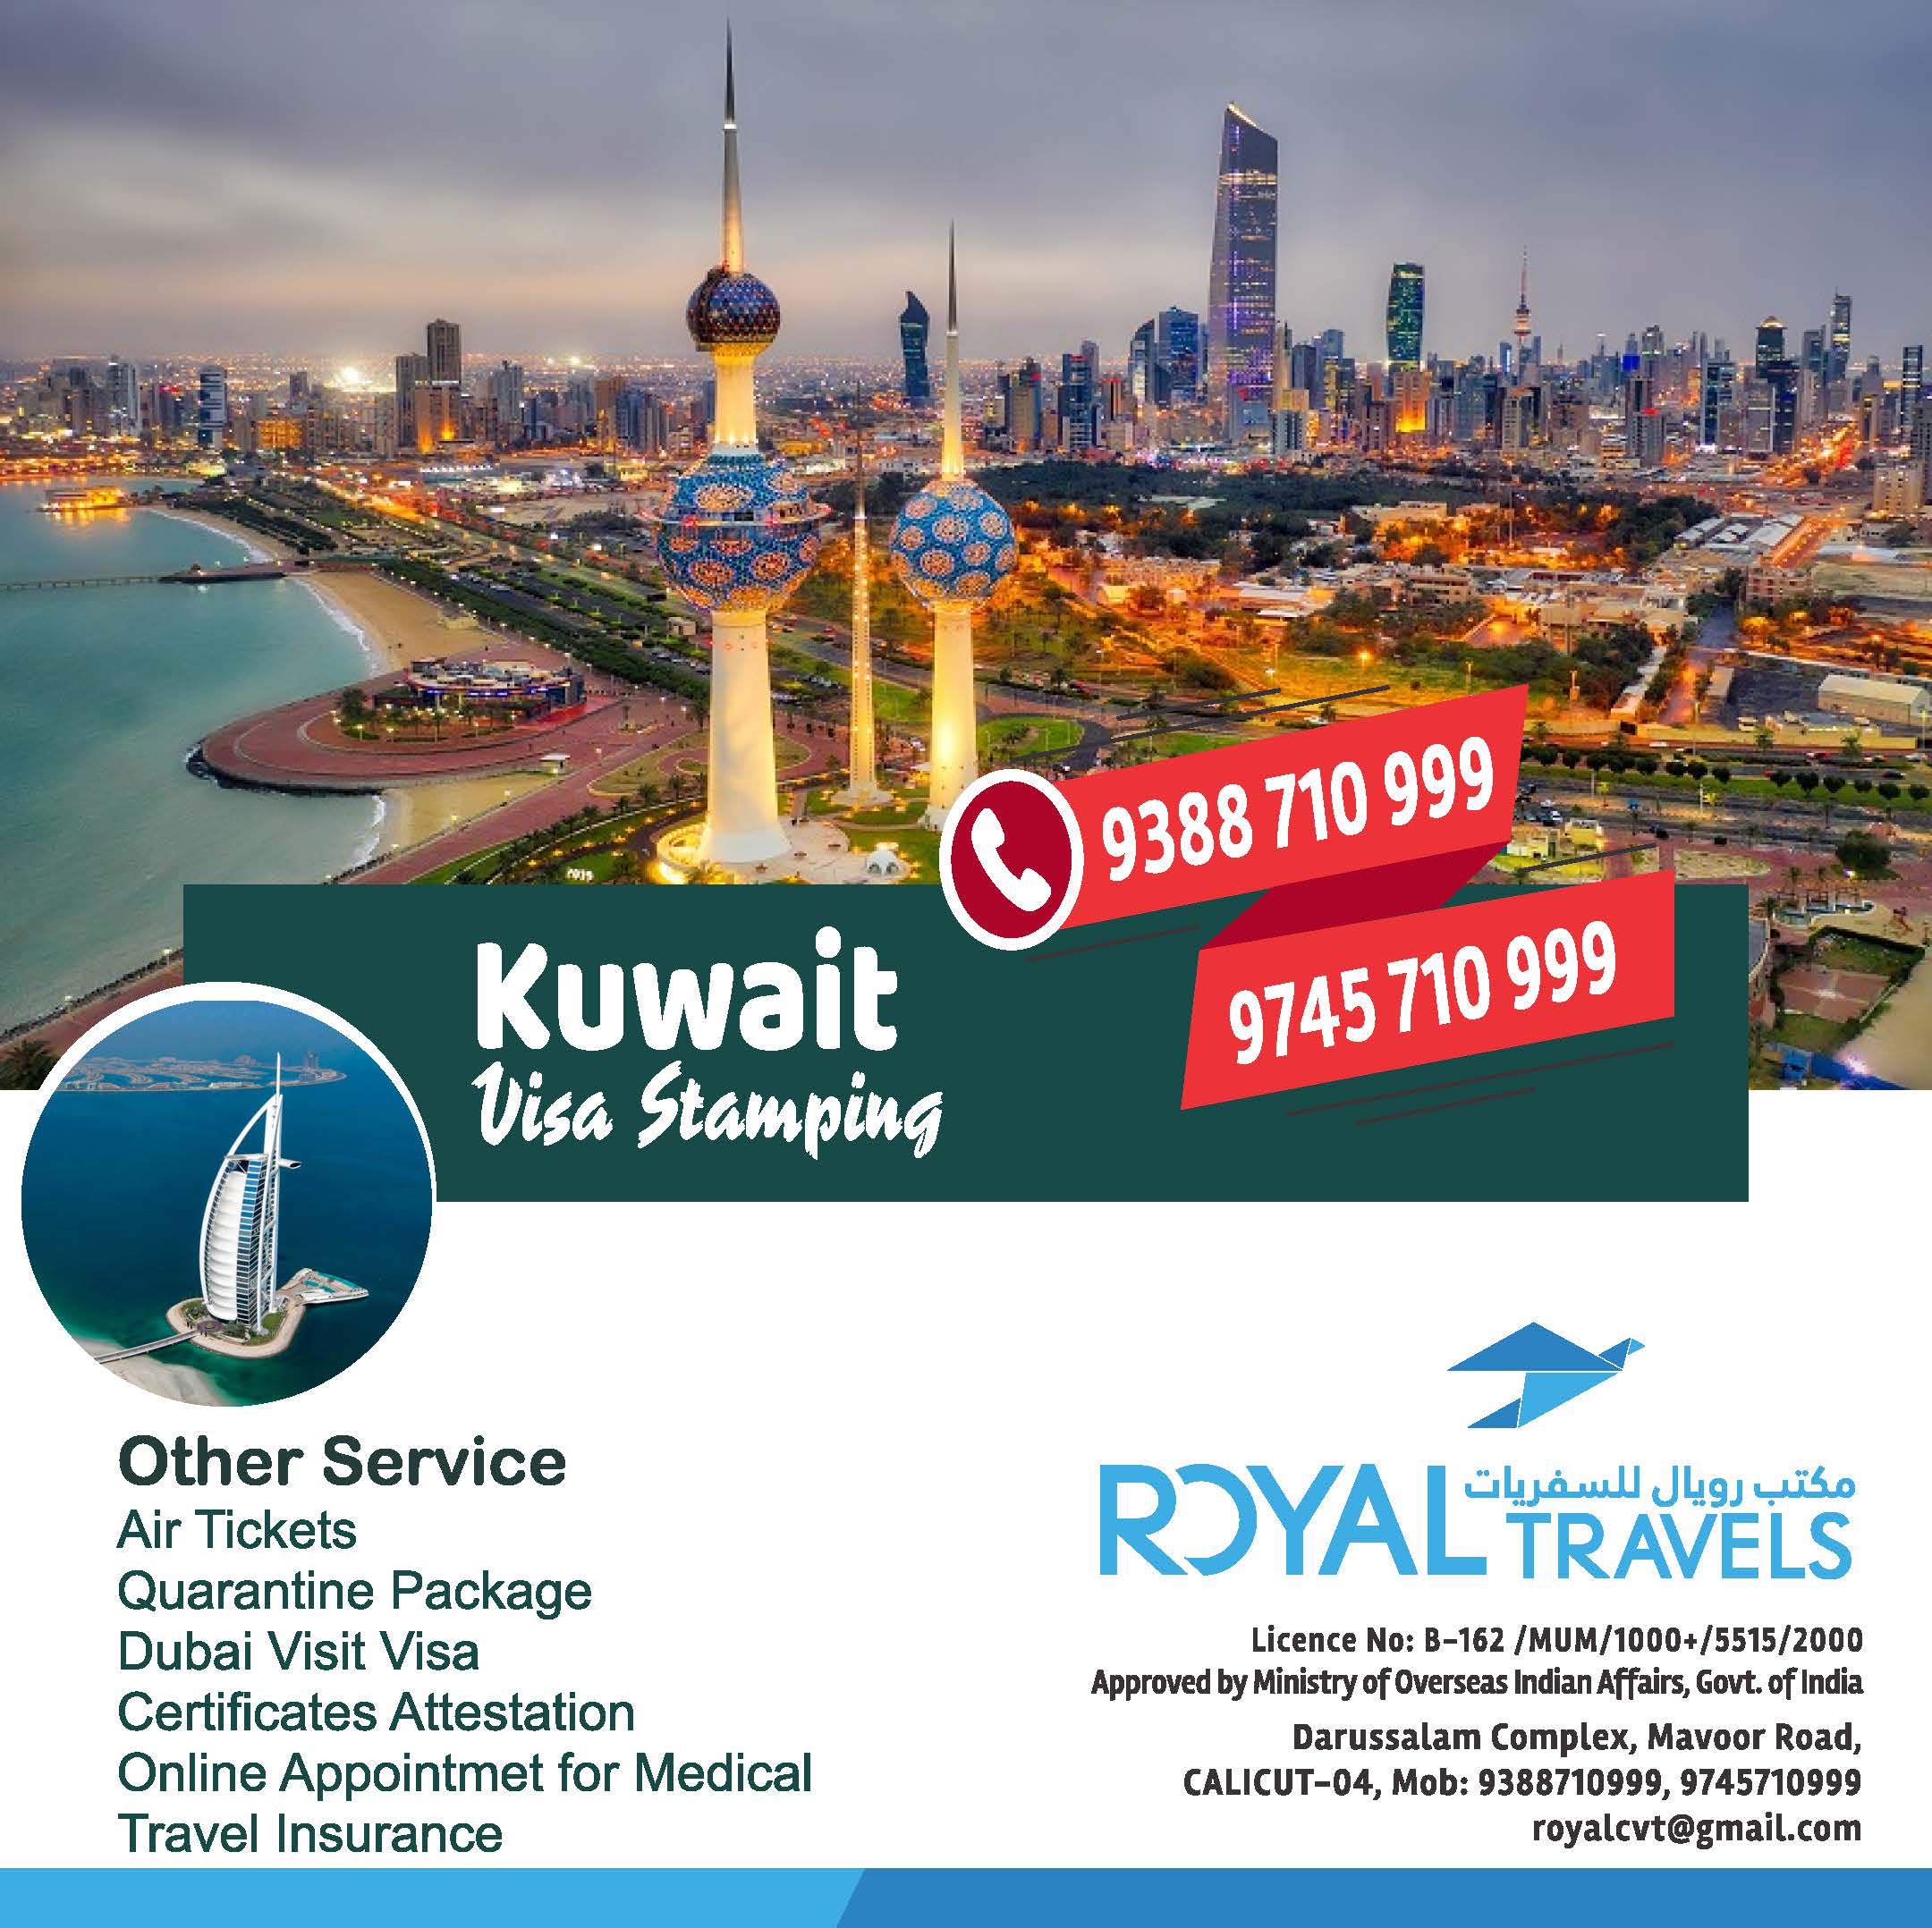 9388 710 999
9745 710 999
Kuwait
Visa Stamping
Other Service
Air Tickets
Quarantine Package
Dubai Visit Visa
Certificates Attestation
Online Appointmet for Medical
Travel Insurance
مكتب رويال للسفريات
ROYAL TRAVELS
Licence No: B-162 /MUM/1000+/5515/2000
Approved by Ministry of Overseas Indian Affairs, Govt. of India
Darussalam Complex, Mavoor Road,
CALICUT-04, Mob: 9388710999, 9745710999
royalcvt@gmail.com